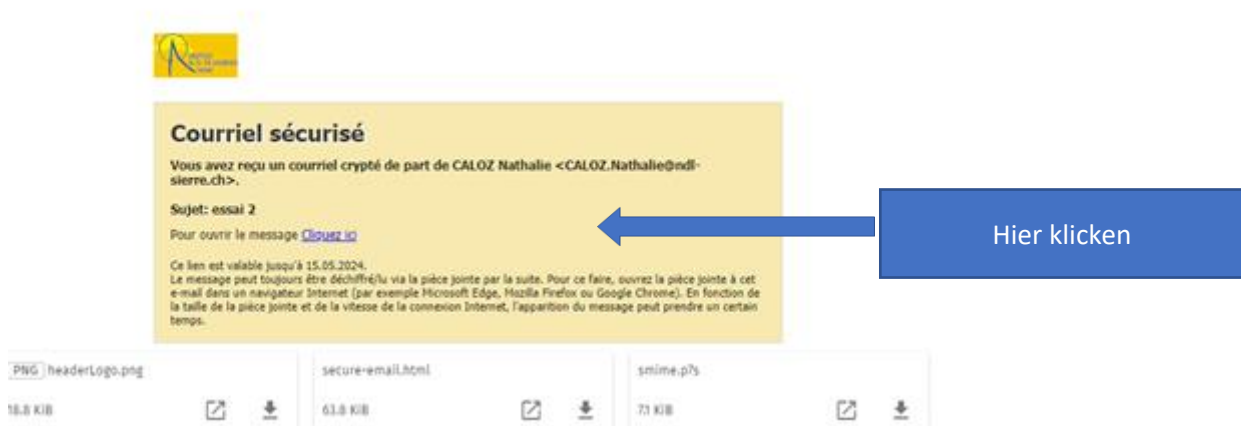 Courriel sécurisé
Vous avez reçu un courriel crypté de part de CALOZ Nathalie <CALOZ.Nathalie@ndl-
sierre.ch>.
Sujet: essai 2
Pour ouvrir le message Cliquez ici
Ce lien est valable jusqu'à 15.05.2024.
Le message peut toujours être déchiffré/lu via la pièce jointe par la suite. Pour ce faire, ouvrez la pièce jointe à cet
e-mail dans un navigateur Internet (par exemple Microsoft Edge, Mozilla Firefox ou Google Chrome). En fonction de
la taille de la pièce jointe et de la vitesse de la connexion Internet, l'apparition du message peut prendre un certain
temps.
Hier klicken
PNG headerLogo.png
18.8 KiB
secure-email.html
63.8 KiB
smime.p7s
7.1 KiB